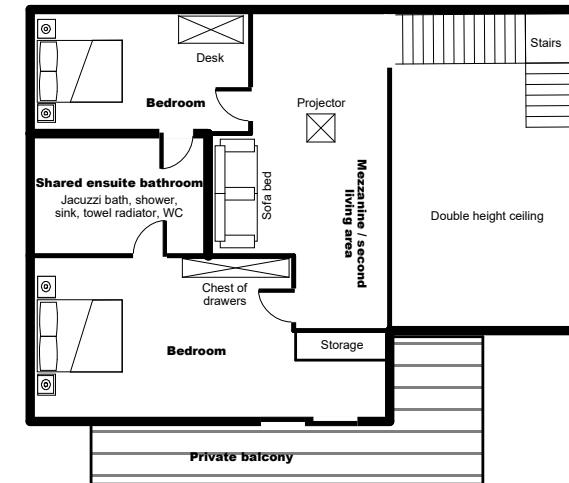 Stairs
Desk
Bedroom
Projector
Shared ensuite bathroom
Jacuzzi bath, shower,
sink, towel radiator, WC
Sofa bed
Mezzanine / second
living area
Double height ceiling
Chest of
drawers
Storage
Bedroom
Private balcony